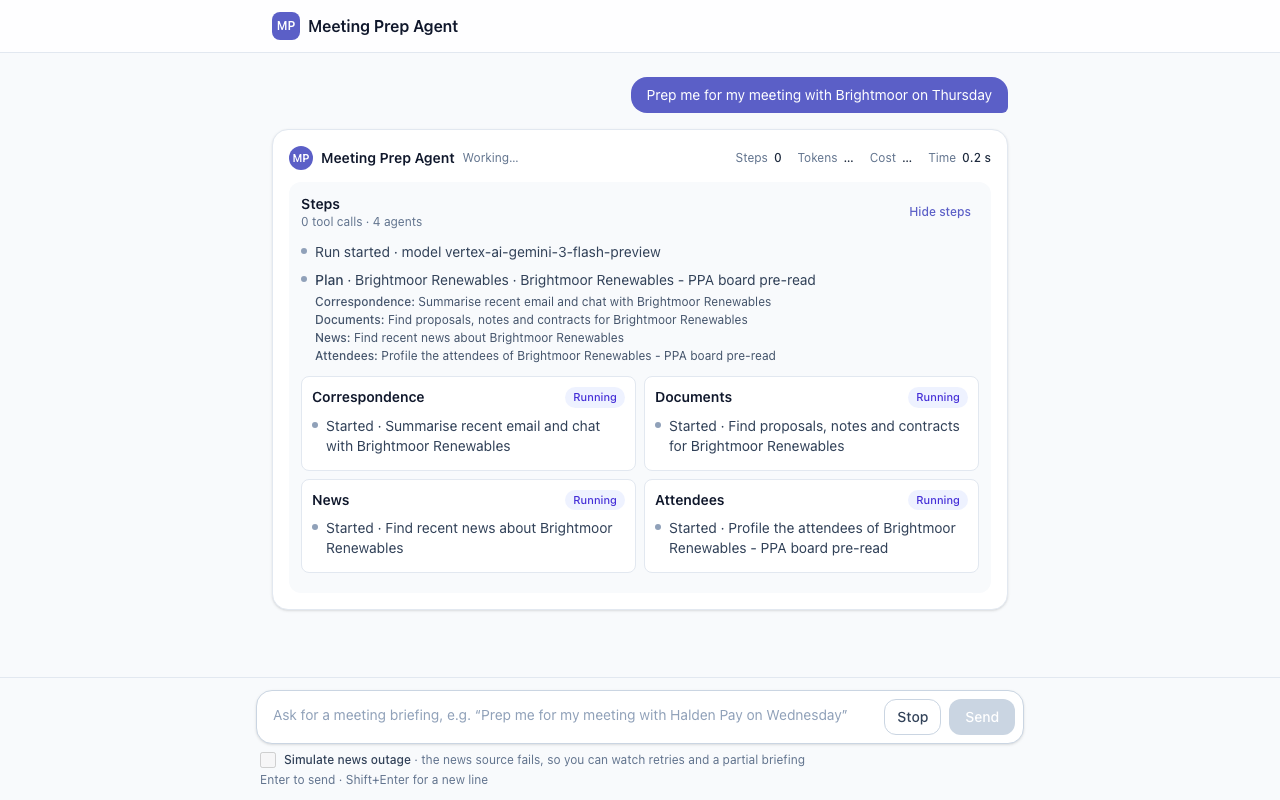 MP Meeting Prep Agent
Prep me for my meeting with Brightmoor on Thursday
MP Meeting Prep Agent Working... Steps 0 Tokens ... Cost ... Time 0.2 s
Steps
0 tool calls · 4 agents
Hide steps
Run started · model vertex-ai-gemini-3-flash-preview
Plan · Brightmoor Renewables · Brightmoor Renewables - PPA board pre-read
Correspondence: Summarise recent email and chat with Brightmoor Renewables
Documents: Find proposals, notes and contracts for Brightmoor Renewables
News: Find recent news about Brightmoor Renewables
Attendees: Profile the attendees of Brightmoor Renewables - PPA board pre-read
Correspondence Running
Started · Summarise recent email and chat
with Brightmoor Renewables
Documents Running
Started · Find proposals, notes and contracts
for Brightmoor Renewables
News Running
Started · Find recent news about Brightmoor
Renewables
Attendees Running
Started · Profile the attendees of Brightmoor
Renewables - PPA board pre-read
Ask for a meeting briefing, e.g. “Prep me for my meeting with Halden Pay on Wednesday” Stop Send
Simulate news outage · the news source fails, so you can watch retries and a partial briefing
Enter to send · Shift+Enter for a new line